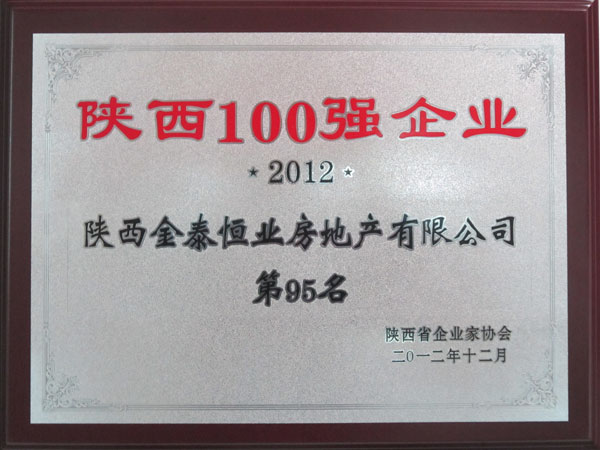 陕西100强企业
★2012★
陕西金泰恒业房地产有限公司
第95名
陕西省企业家协会
二〇一二年十二月